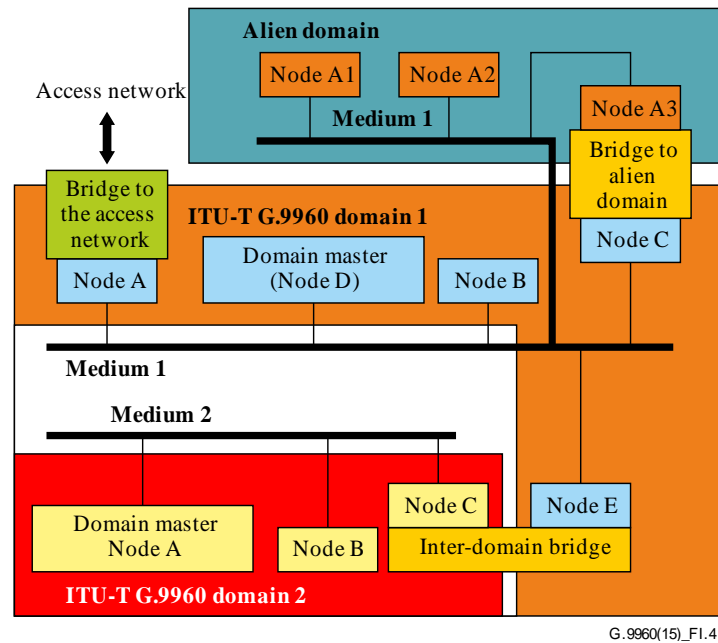 Alien domain
Node A1
Node A2
Access network
Node A3
Medium 1
Bridge to
alien
domain
Bridge to
the access
network
ITU-T G.9960 domain 1
Node C
Domain master
(Node D)
Node A
Node B
Medium 1
Medium 2
Node C
Node E
Domain master
Node A
Node B
Inter-domain bridge
ITU-T G.9960 domain 2
G.9960(15)_FI.4